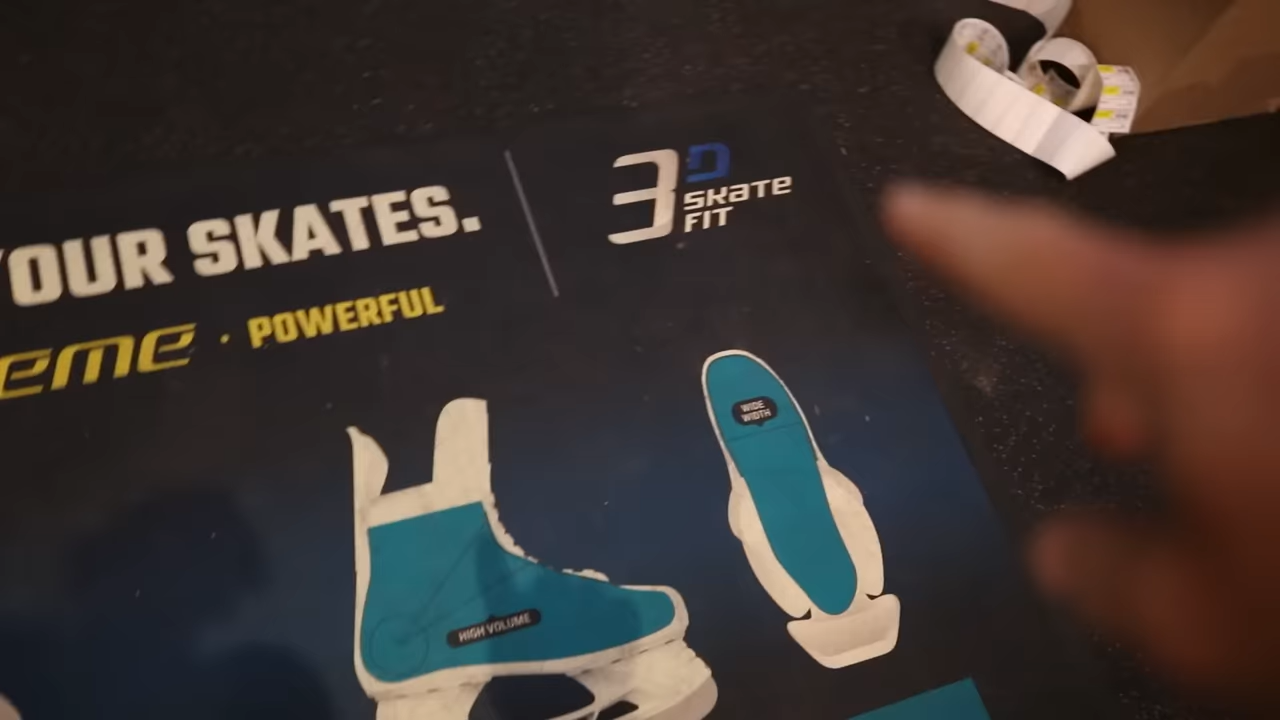 YOUR SKATES.
3D
SKATE
FIT
eme · POWERFUL
WIDE
WIDTH
HIGH VOLUME